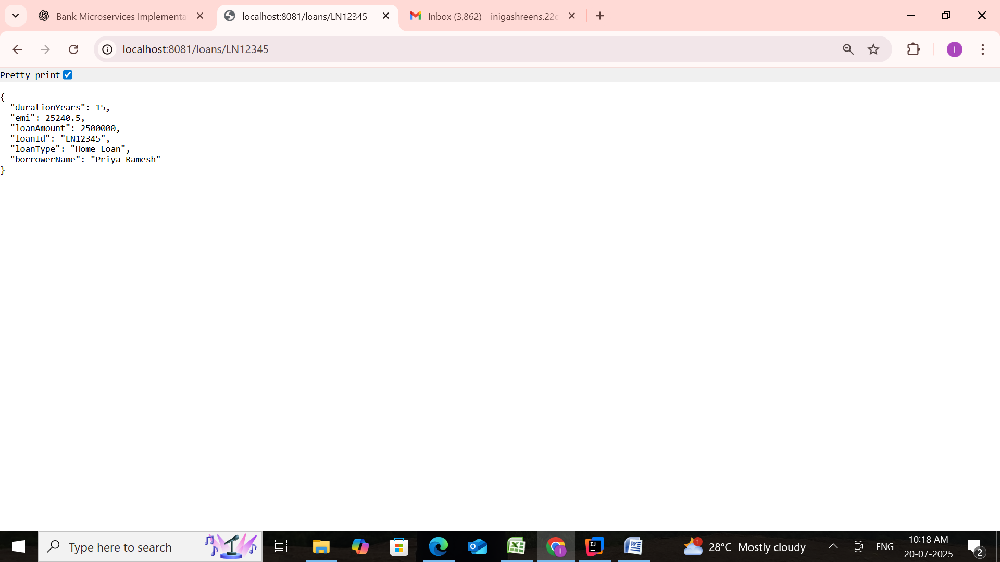 Bank Microservices Implementa
localhost:8081/loans/LN12345
Inbox (3,862) - inigashreens.22c
localhost:8081/loans/LN12345
I
Pretty print
{
"durationYears": 15,
"emi": 25240.5,
"loanAmount": 2500000,
"loanId": "LN12345",
"loanType": "Home Loan",
"borrowerName": "Priya Ramesh"
}
Type here to search
I
IJ
W
1
28°C Mostly cloudy
ENG
10:18 AM
20-07-2025
2